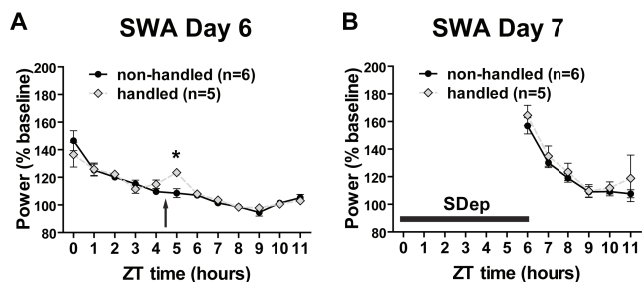 A
SWA Day 6
non-handled (n=6)
handled (n=5)
*
Power (% baseline)
200
180
160
140
120
100
80
0 1 2 3 4 5 6 7 8 9 10 11
ZT time (hours)
B
SWA Day 7
non-handled (n=6)
handled (n=5)
Power (% baseline)
200
180
160
140
120
100
80
SDep
0 1 2 3 4 5 6 7 8 9 10 11
ZT time (hours)